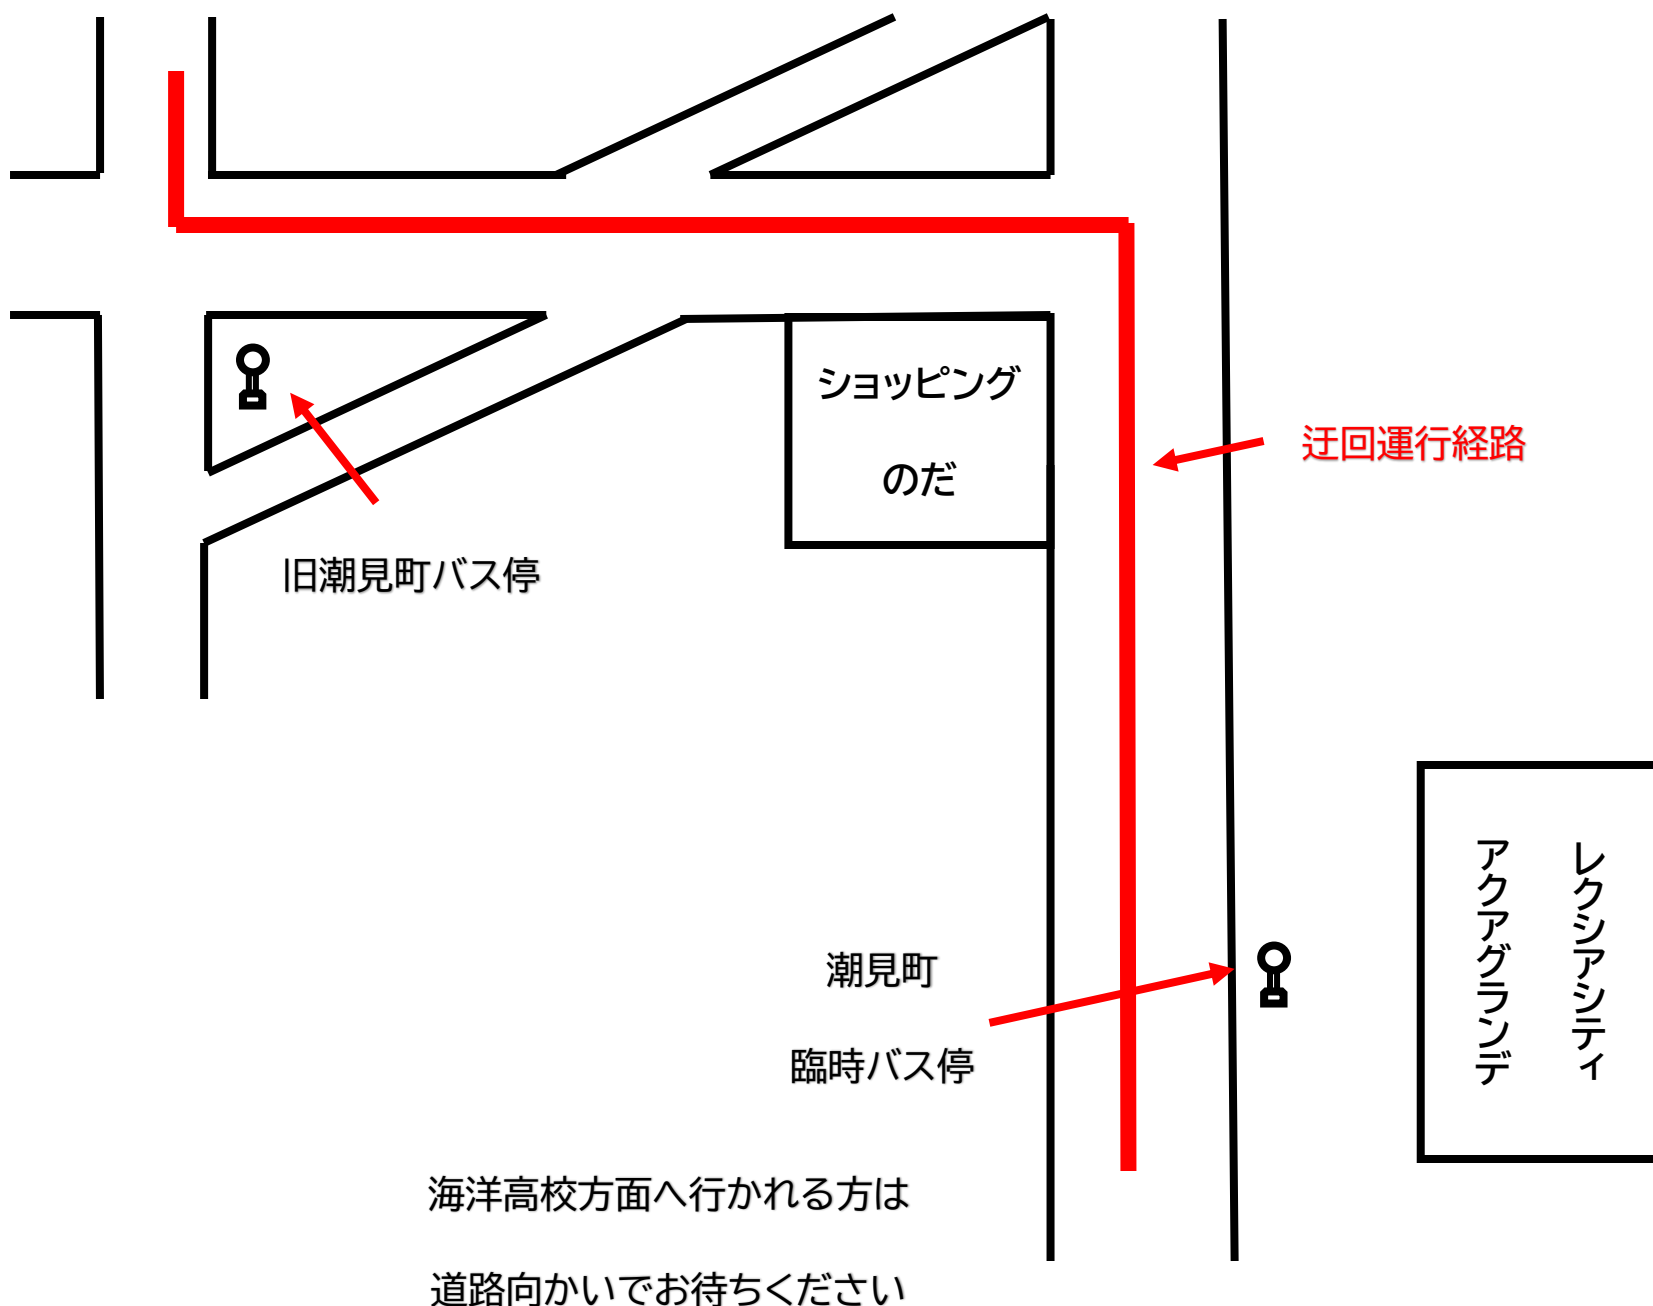 ショッピング
のだ
迂回運行経路
旧潮見町バス停
レクシアシティ
アクアグランデ
潮見町
臨時バス停
海洋高校方面へ行かれる方は
道路向かいでお待ちください